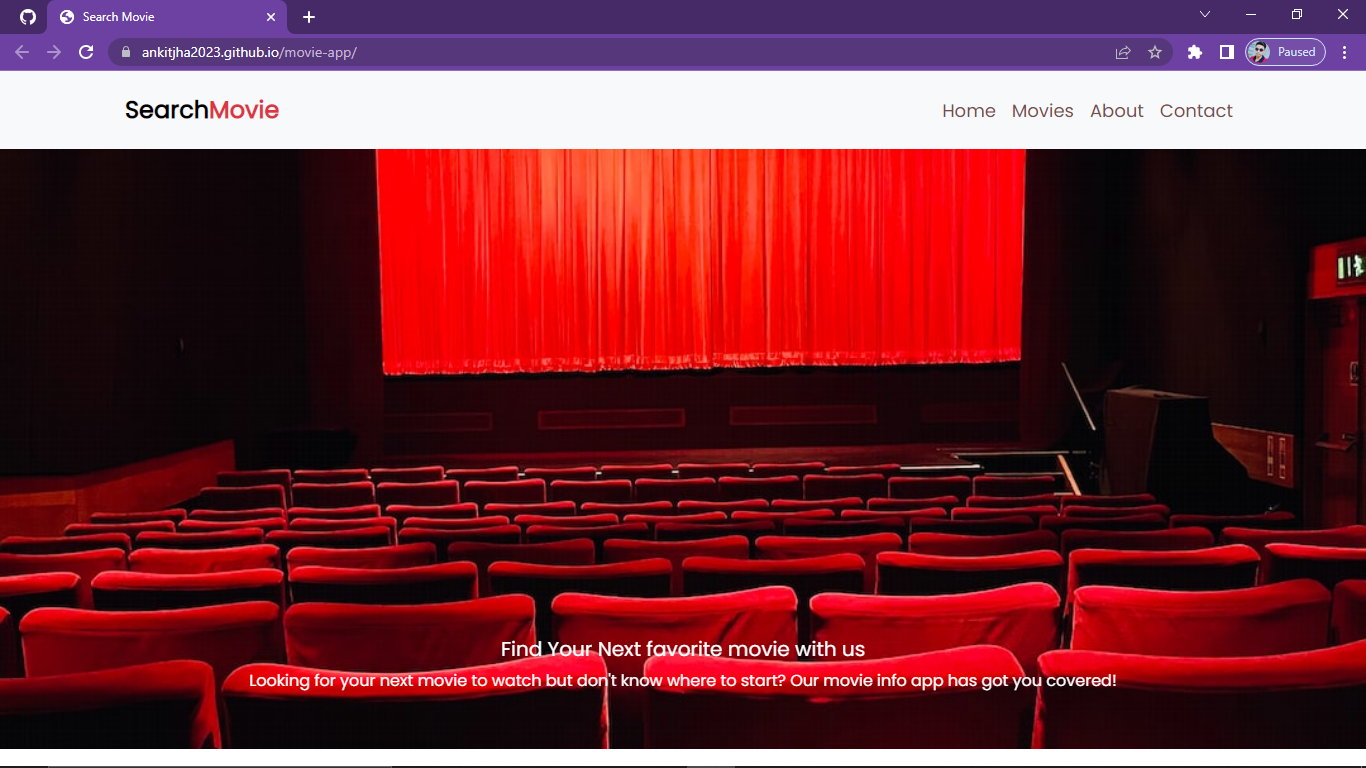 Search Movie
ankitjha2023.github.io/movie-app/
Paused
SearchMovie
Home Movies About Contact
Find Your Next favorite movie with us
Looking for your next movie to watch but don't know where to start? Our movie info app has got you covered!